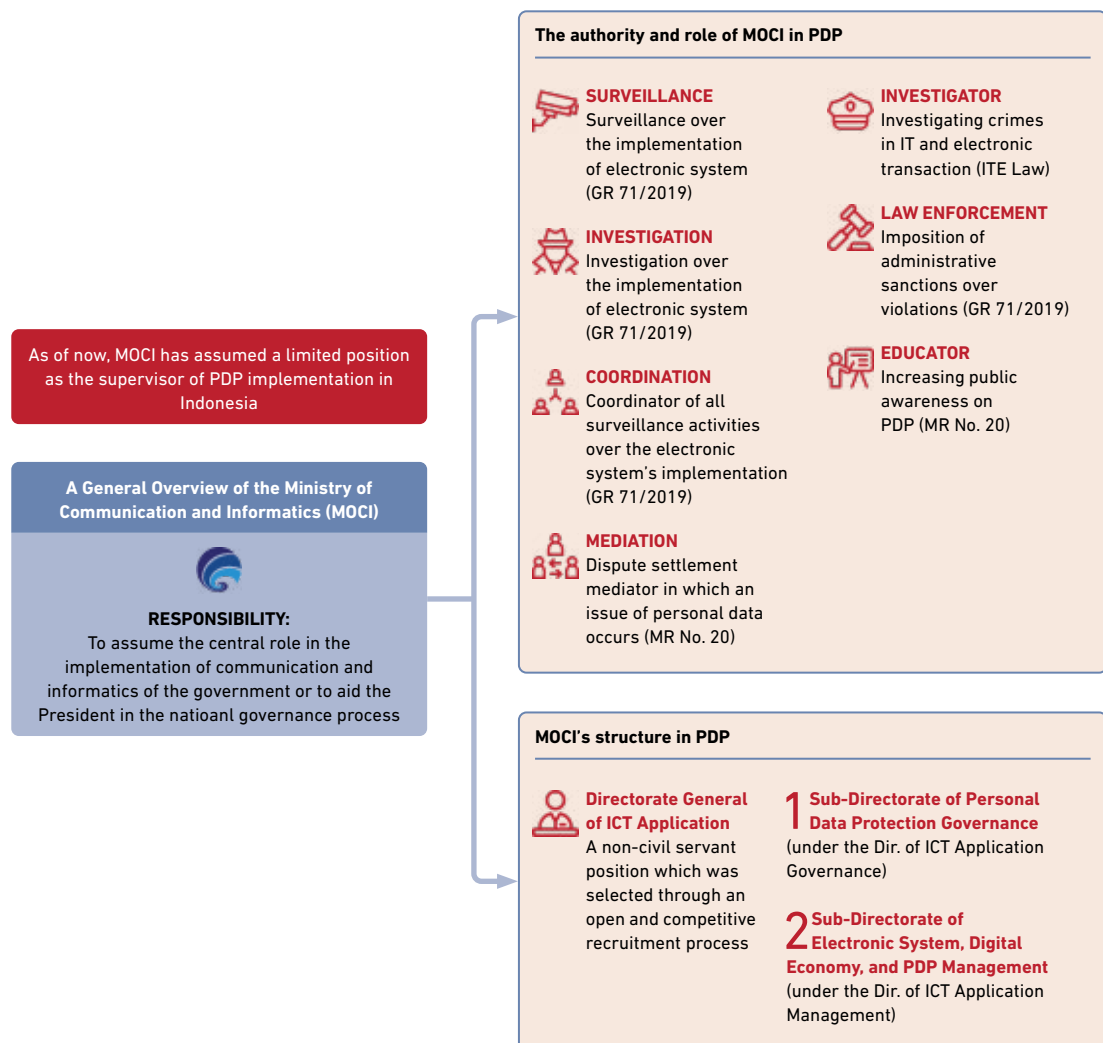 As of now, MOCI has assumed a limited position
as the supervisor of PDP implementation in
Indonesia
A General Overview of the Ministry of
Communication and Informatics (MOCI)
RESPONSIBILITY:
To assume the central role in the
implementation of communication and
informatics of the government or to aid the
President in the natioanl governance process
The authority and role of MOCI in PDP
SURVEILLANCE
Surveillance over
the implementation
of electronic system
(GR 71/2019)
INVESTIGATION
Investigation over
the implementation
of electronic system
(GR 71/2019)
COORDINATION
Coordinator of all
surveillance activities
over the electronic
system's implementation
(GR 71/2019)
MEDIATION
Dispute settlement
mediator in which an
issue of personal data
occurs (MR No. 20)
INVESTIGATOR
Investigating crimes
in IT and electronic
transaction (ITE Law)
LAW ENFORCEMENT
Imposition of
administrative
sanctions over
violations (GR 71/2019)
EDUCATOR
Increasing public
awareness on
PDP (MR No. 20)
MOCI's structure in PDP
Directorate General
of ICT Application
A non-civil servant
position which was
selected through an
open and competitive
recruitment process
1 Sub-Directorate of Personal
Data Protection Governance
(under the Dir. of ICT Application
Governance)
2 Sub-Directorate of
Electronic System, Digital
Economy, and PDP Management
(under the Dir. of ICT Application
Management)